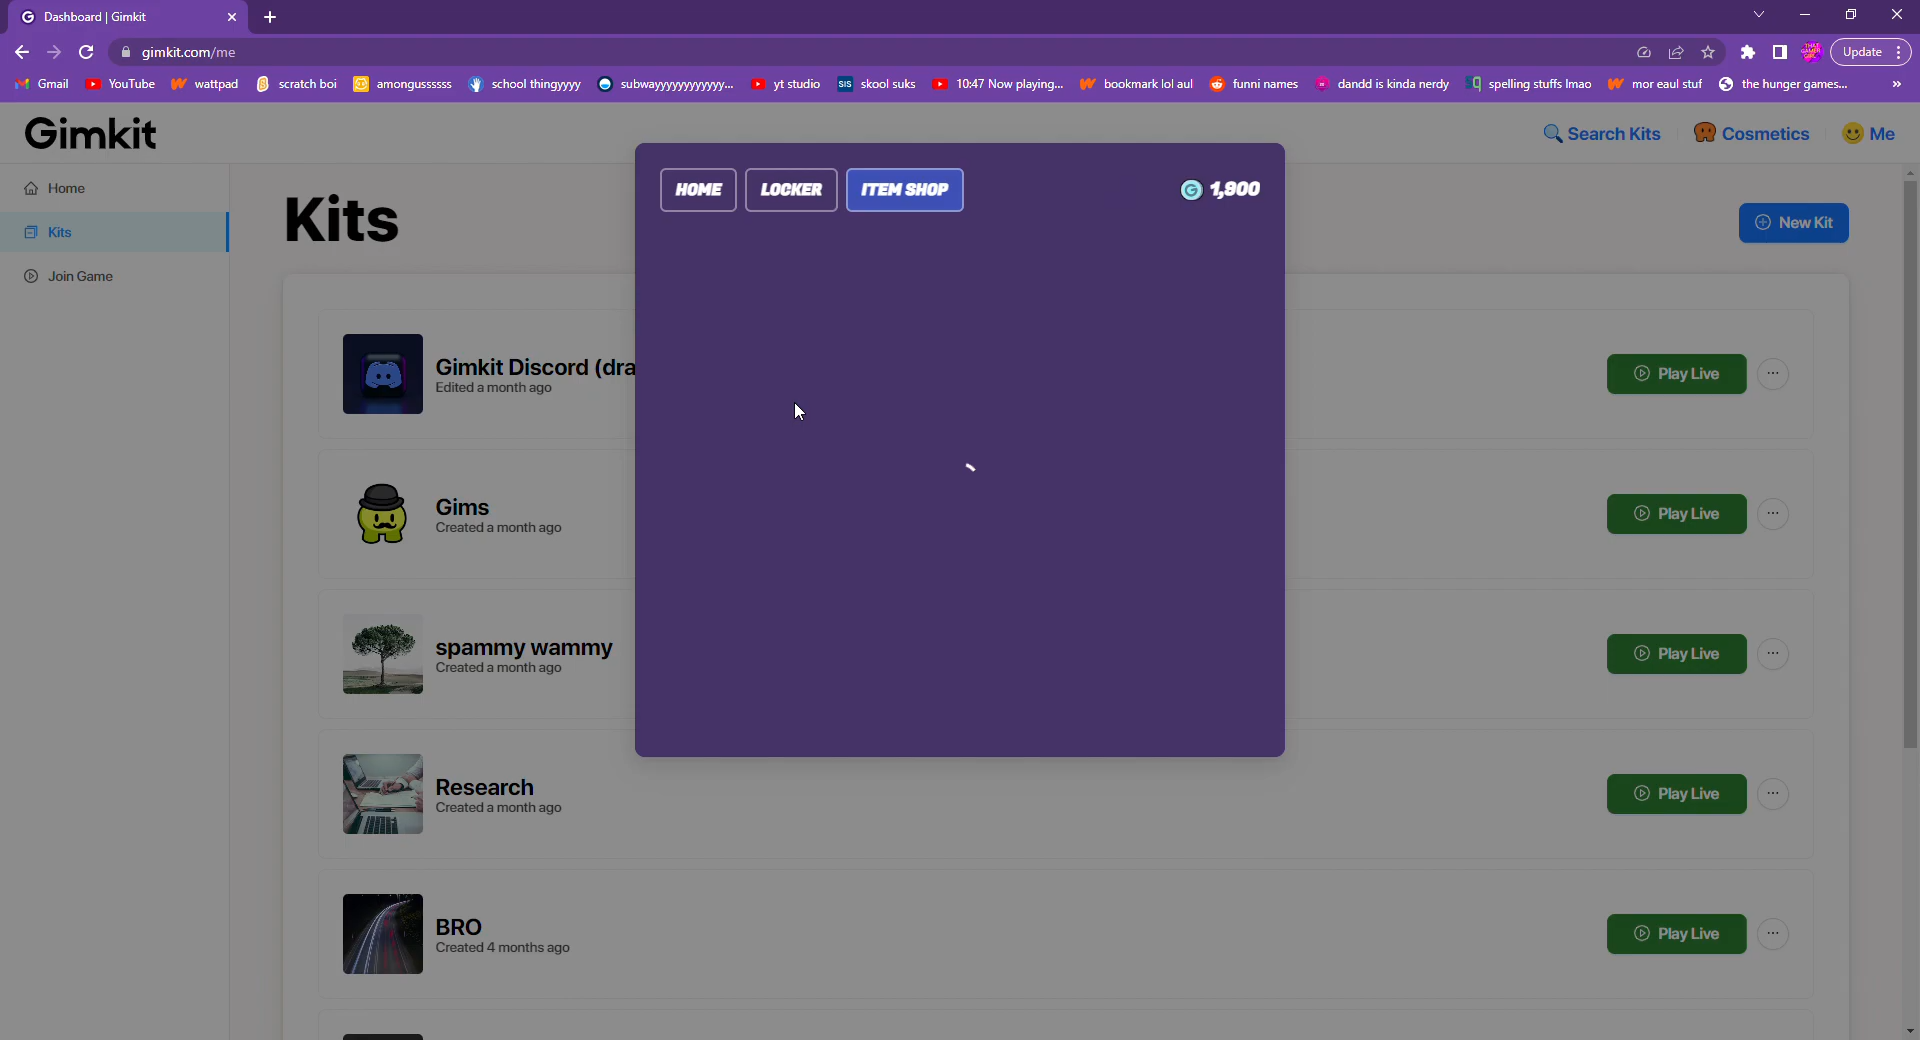 Dashboard | Gimkit
gimkit.com/me
Update
Gmail YouTube wattpad scratch boi amongussssss school thingyyyy subwayyyyyyyyyyy... yt studio SIS skool suks 10:47 Now playing... bookmark lol aul funni names dandd is kinda nerdy spelling stuffs lmao mor eaul stuf the hunger games... »
Gimkit
Search Kits Cosmetics Me
Home
Kits
Join Game
Kits
New Kit
HOME LOCKER ITEM SHOP 1,900
Gimkit Discord (dra
Edited a month ago
Play Live
Gims
Created a month ago
Play Live
spammy wammy
Created a month ago
Play Live
Research
Created a month ago
Play Live
BRO
Created 4 months ago
Play Live